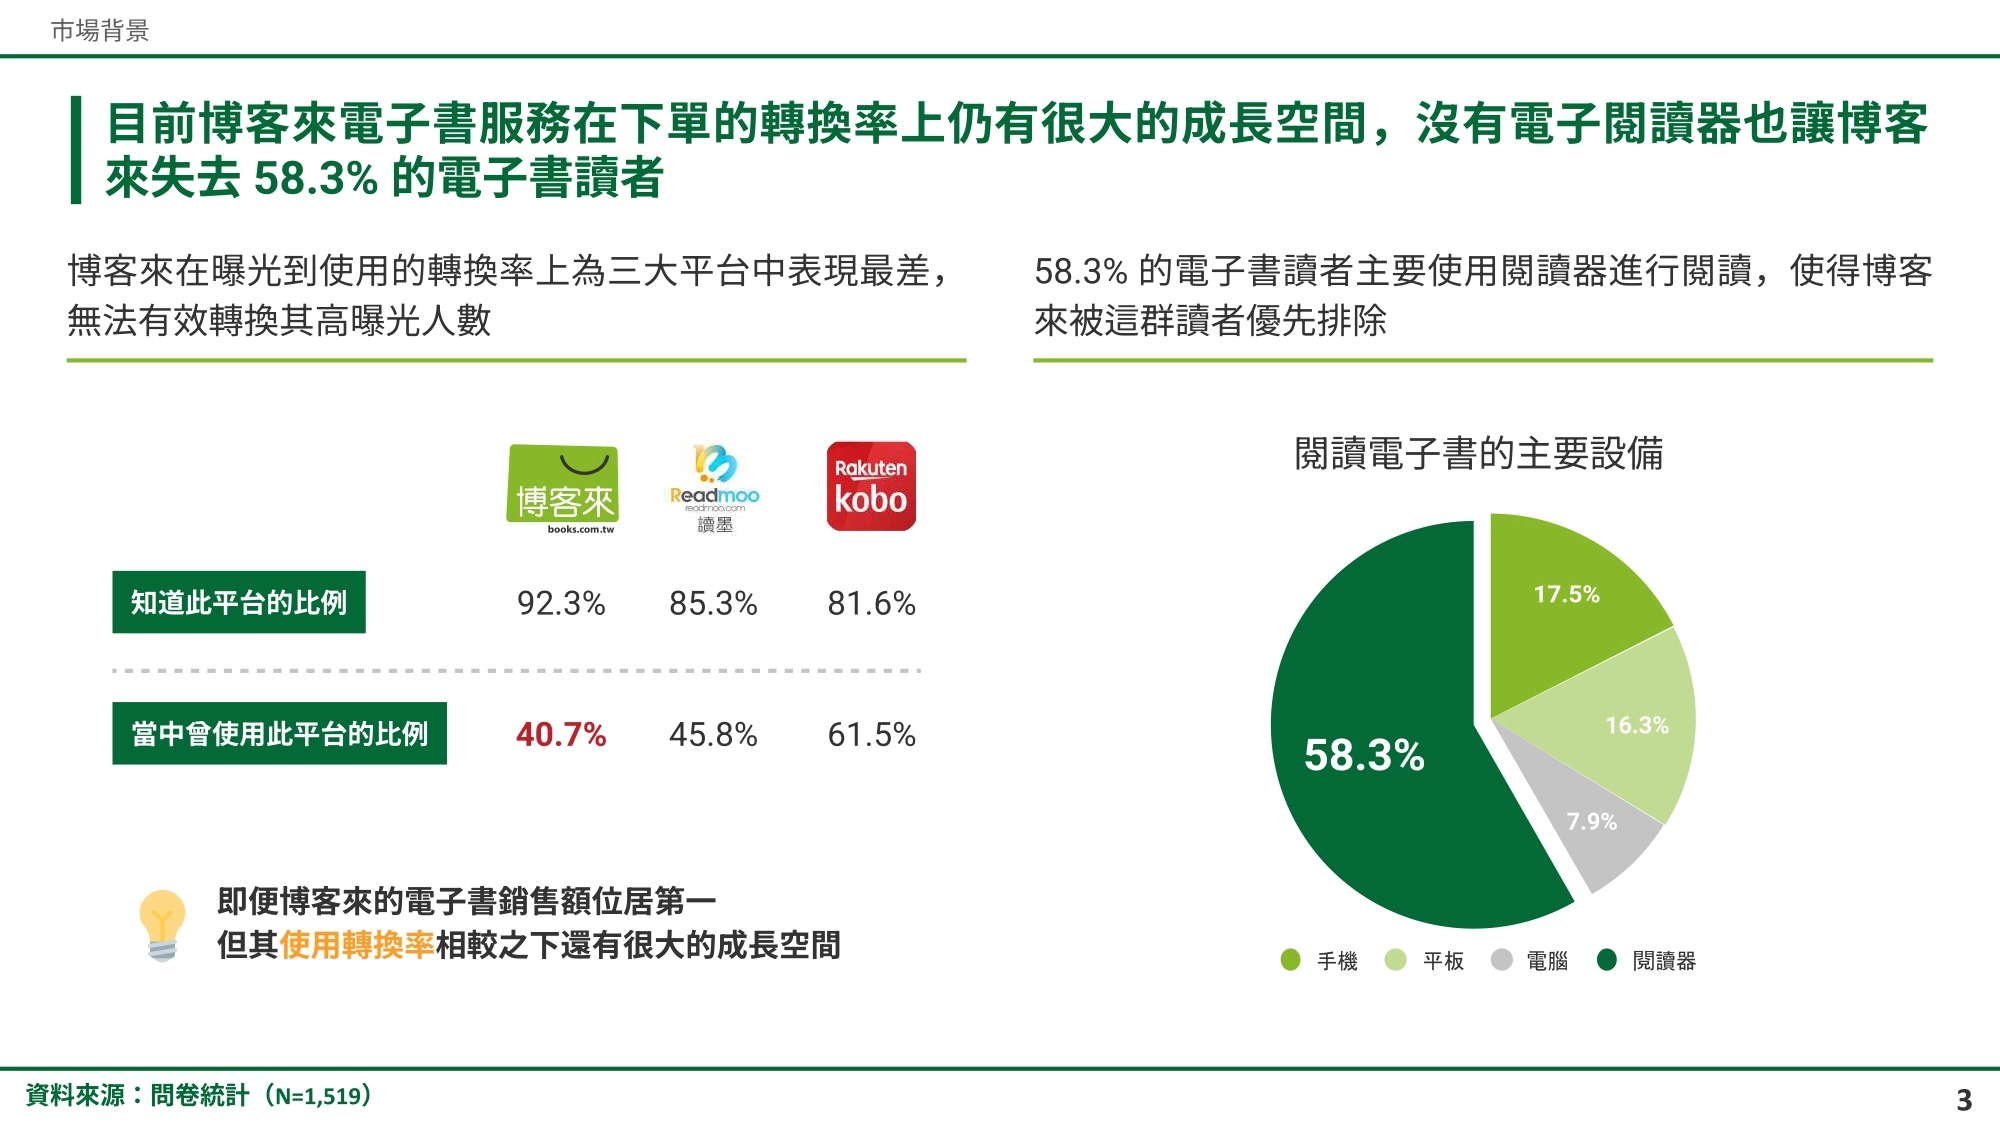 市場背景
目前博客來電子書服務在下單的轉換率上仍有很大的成長空間，沒有電子閱讀器也讓博客
來失去 58.3% 的電子書讀者
博客來在曝光到使用的轉換率上為三大平台中表現最差，
無法有效轉換其高曝光人數
58.3% 的電子書讀者主要使用閱讀器進行閱讀，使得博客
來被這群讀者優先排除
博客來
books.com.tw
Readmoo
readmoo.com
讀墨
Rakuten
kobo
知道此平台的比例
92.3%
85.3%
81.6%
當中曾使用此平台的比例
40.7%
45.8%
61.5%
即便博客來的電子書銷售額位居第一
但其使用轉換率相較之下還有很大的成長空間
閱讀電子書的主要設備
17.5%
16.3%
7.9%
58.3%
手機
平板
電腦
閱讀器
資料來源：問卷統計（N=1,519）
3